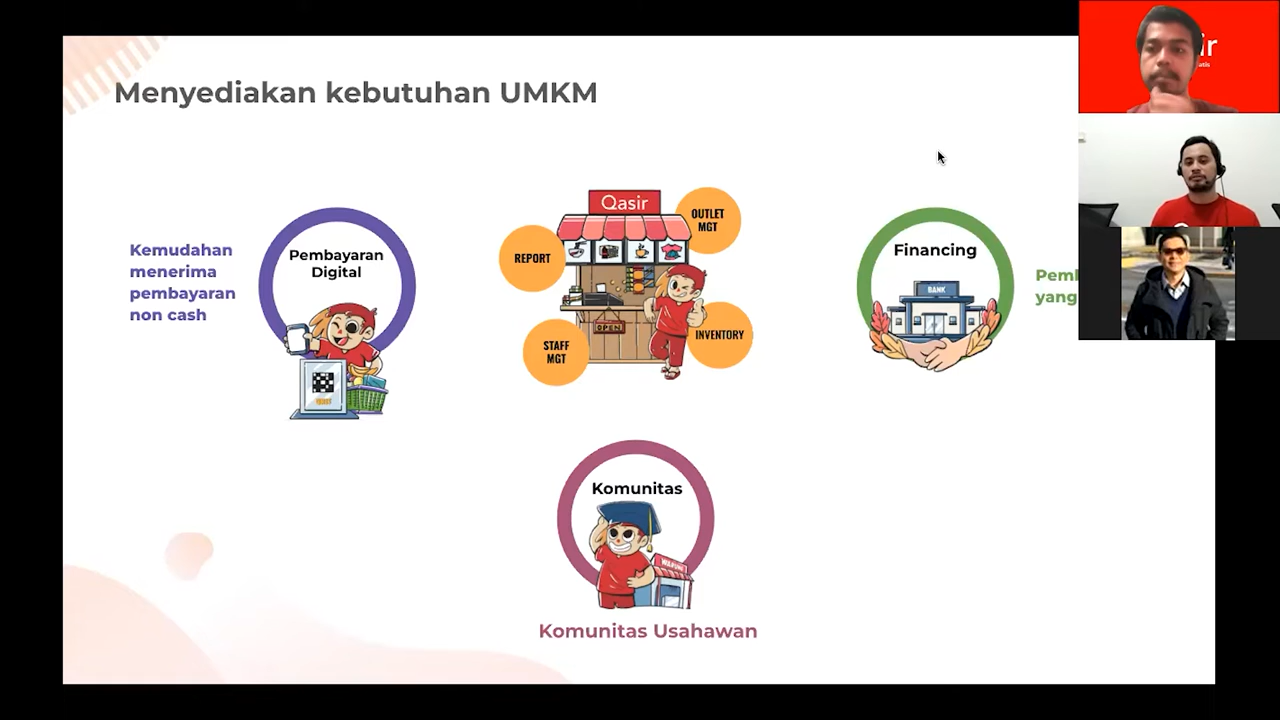 Menyediakan kebutuhan UMKM
Kemudahan
menerima
pembayaran
non cash
Pembayaran
Digital
Qasir
REPORT
OUTLET
MGT
STAFF
MGT
OPEN
INVENTORY
Financing
BANK
yang
Komunitas
WARUNG
Komunitas Usahawan